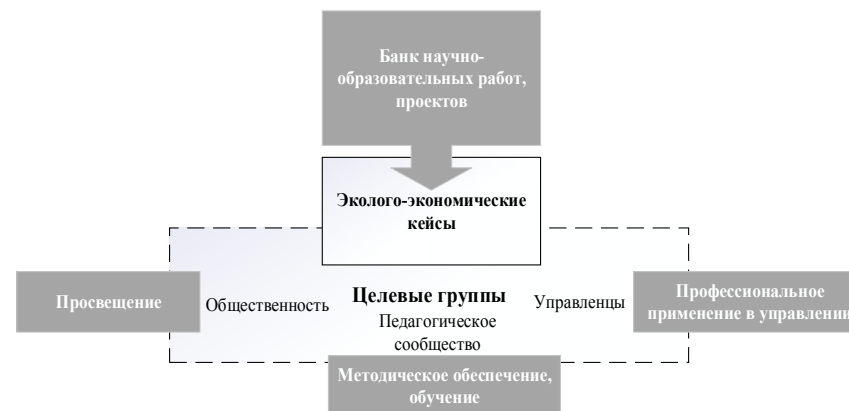 Банк научно-
образовательных работ,
проектов
Эколого-экономические
кейсы
Просвещение
Общественность
Целевые группы
Педагогическое
сообщество
Управленцы
Профессиональное
применение в управлении
Методическое обеспечение,
обучение